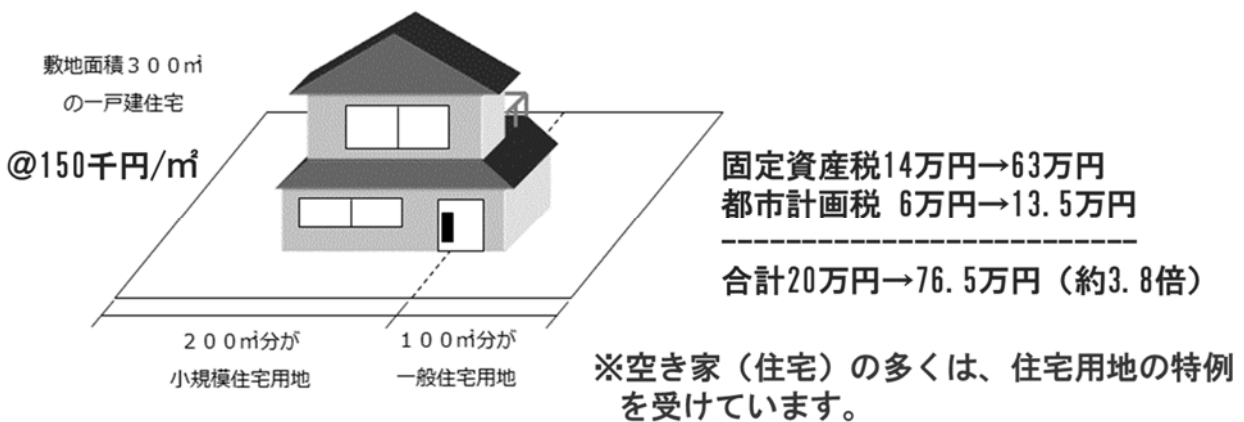 敷地面積300㎡
の一戸建住宅
@150千円/㎡
固定資産税14万円→63万円
都市計画税 6万円→13.5万円
合計20万円→76.5万円（約3.8倍）
200㎡分が
小規模住宅用地
100㎡分が
一般住宅用地
※空き家（住宅）の多くは、住宅用地の特例
を受けています。